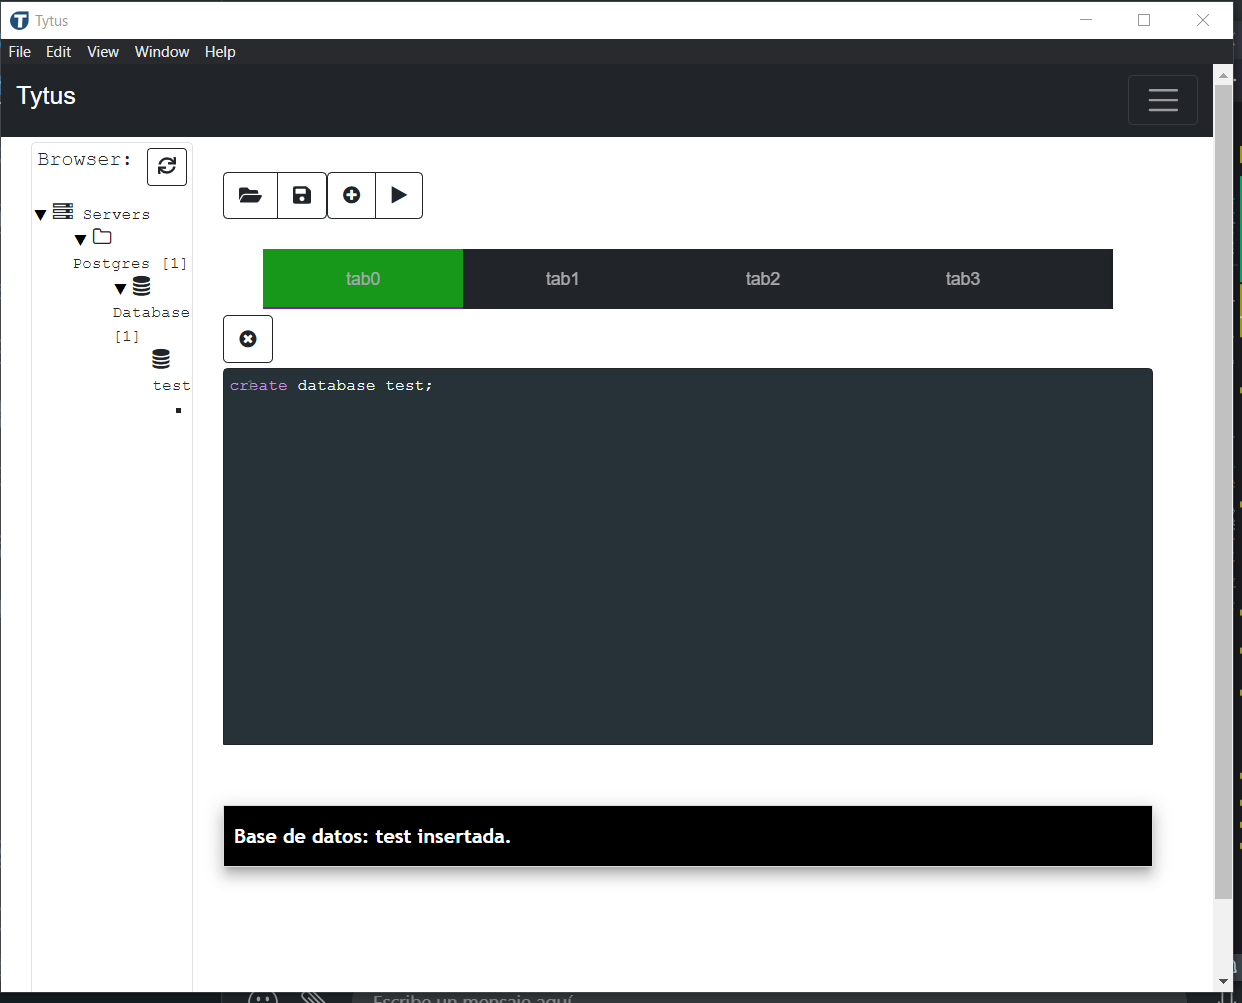 Tytus
File Edit View Window Help
Tytus
Browser:
Servers
Postgres [1]
Database
[1]
test
tab0 tab1 tab2 tab3
create database test;
Base de datos: test insertada.
Escribe un mensaje aquí